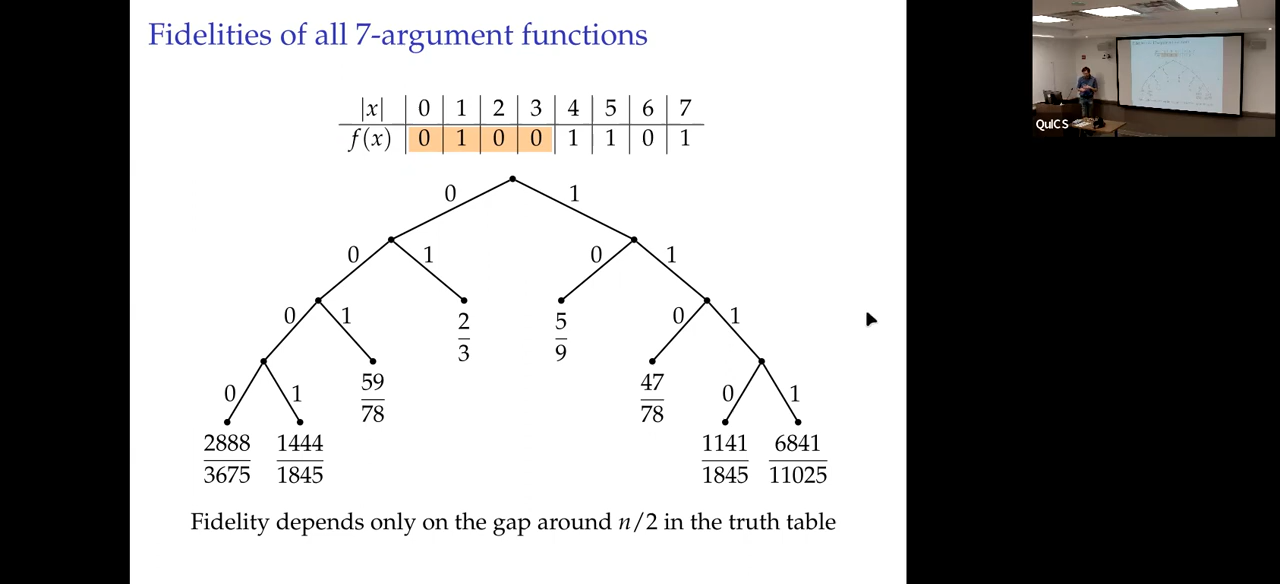 Fidelities of all 7-argument functions
|x| 0 1 2 3 4 5 6 7
f(x) 0 1 0 0 1 1 0 1
0 1
0 1 0 1
0 1 0 1
2/3 5/9
0 1 0 1
59/78 47/78
2888/3675 1444/1845 1141/1845 6841/11025
Fidelity depends only on the gap around n/2 in the truth table
QuICS